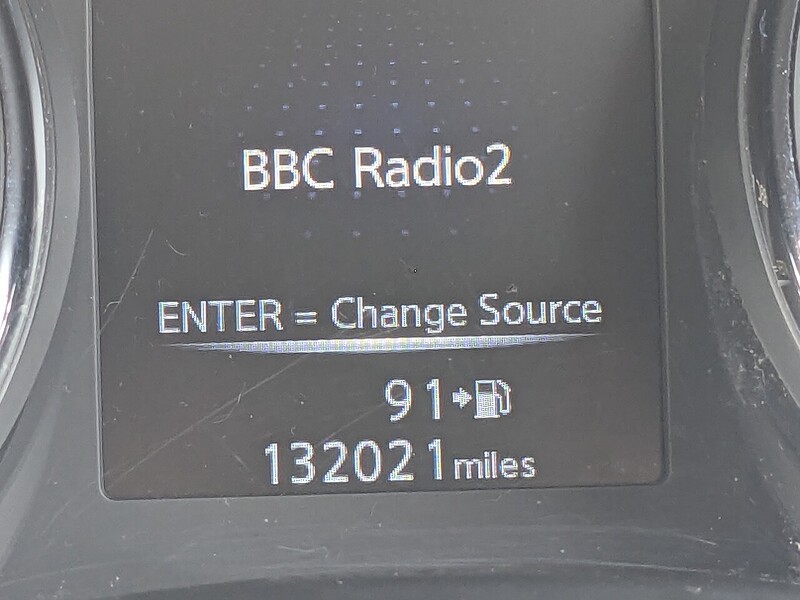 BBC Radio2
ENTER = Change Source
91
132021 miles